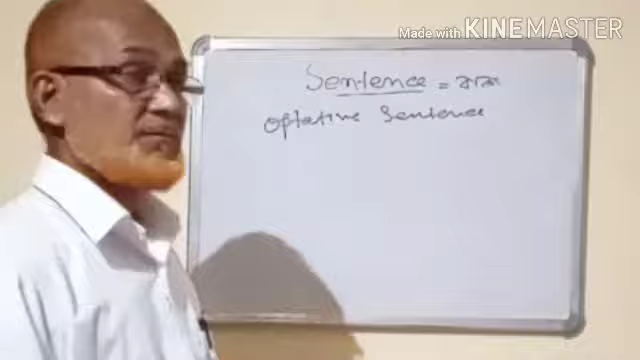 Made with KINEMASTER
Sentence = বাক্য
Optative Sentence